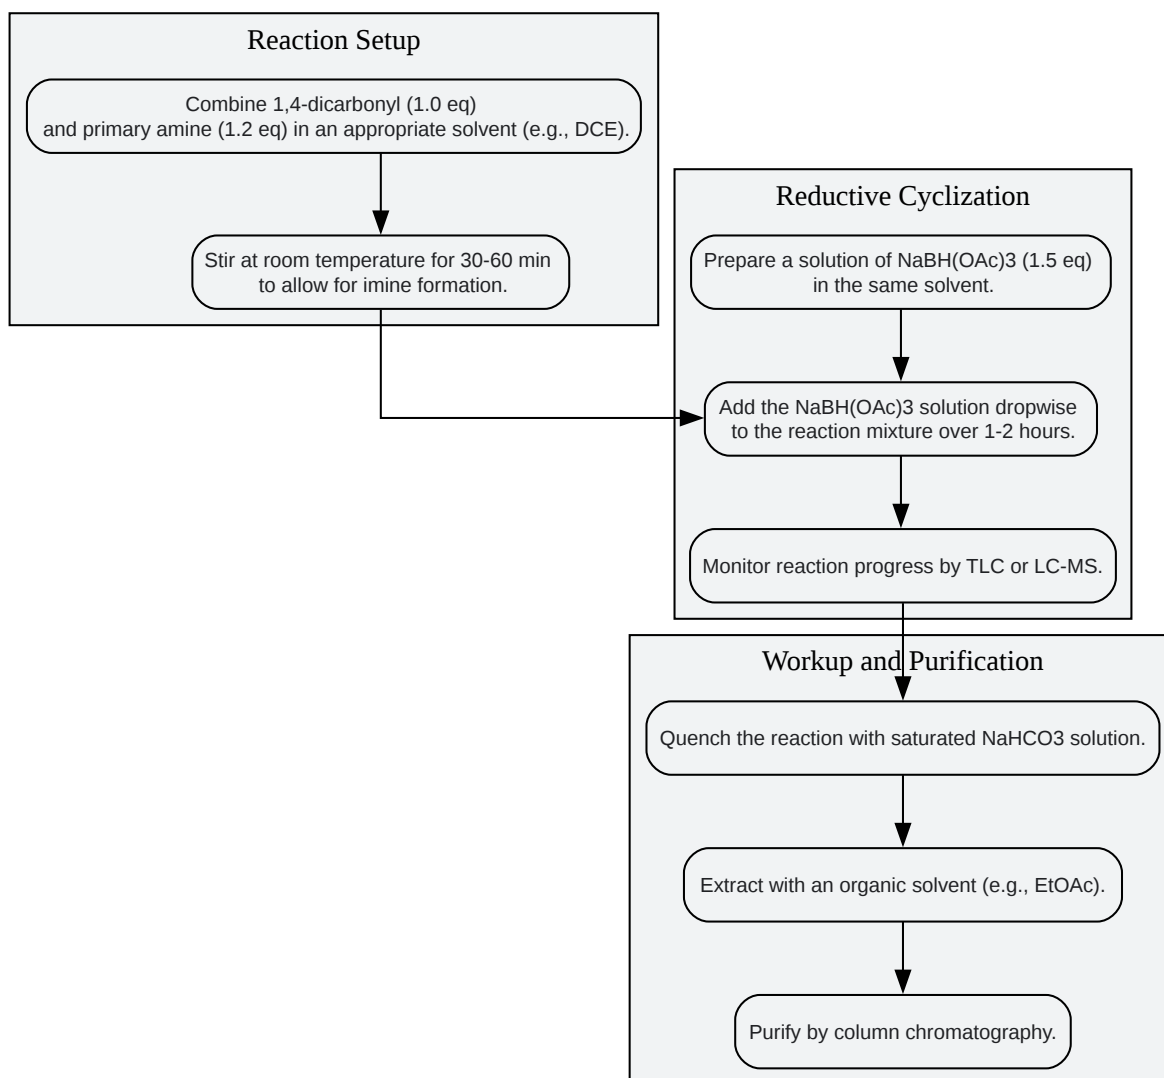 Reaction Setup
Combine 1,4-dicarbonyl (1.0 eq)
and primary amine (1.2 eq) in an appropriate solvent (e.g., DCE).
Stir at room temperature for 30-60 min
to allow for imine formation.
Reductive Cyclization
Prepare a solution of NaBH(OAc)3 (1.5 eq)
in the same solvent.
Add the NaBH(OAc)3 solution dropwise
to the reaction mixture over 1-2 hours.
Monitor reaction progress by TLC or LC-MS.
Workup and Purification
Quench the reaction with saturated NaHCO3 solution.
Extract with an organic solvent (e.g., EtOAc).
Purify by column chromatography.